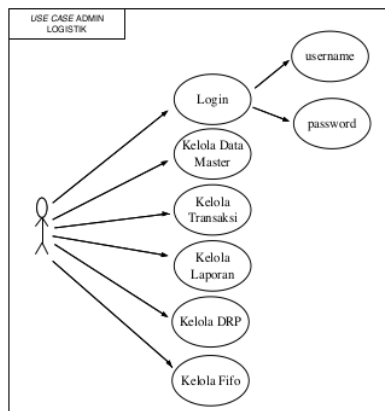 USE CASE ADMIN
LOGISTIK
username
Login
password
Kelola Data
Master
Kelola
Transaksi
Kelola
Laporan
Kelola DRP
Kelola Fifo